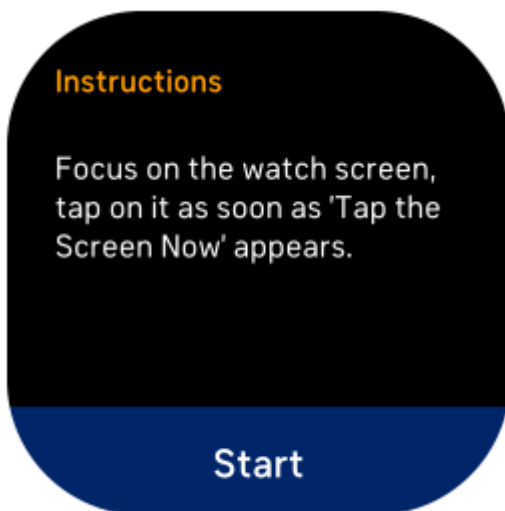 Instructions
Focus on the watch screen,
tap on it as soon as 'Tap the
Screen Now' appears.
Start